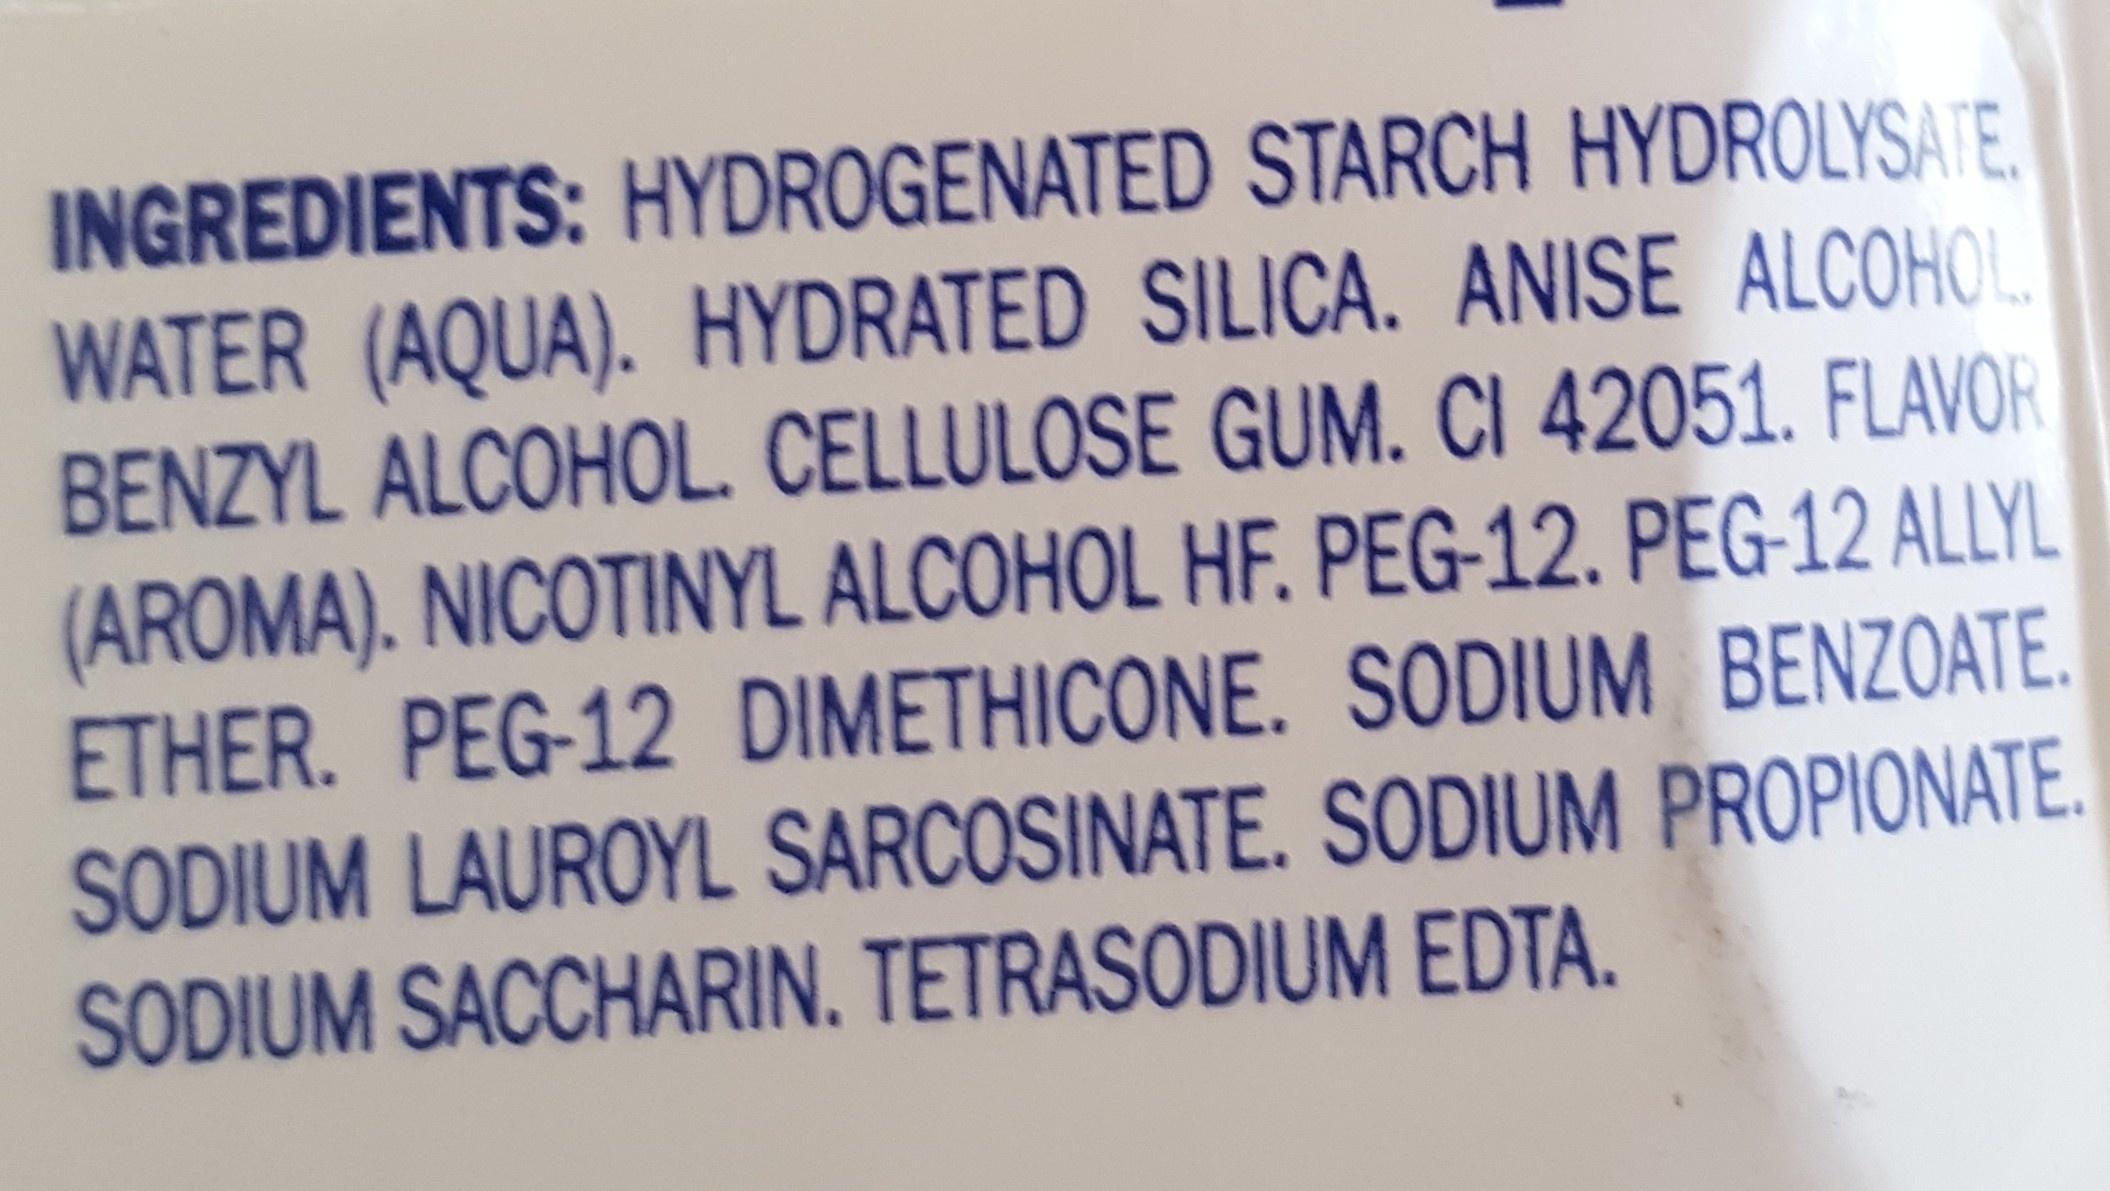 INGREDIENTS: HYDROGENATED STARCH HYDROLYSATE.
WATER (AQUA). HYDRATED SILICA. ANISE ALCOHOL.
BENZYL ALCOHOL. CELLULOSE GUM. CI 42051. FLAVOR
(AROMA). NICOTINYL ALCOHOL HF. PEG-12. PEG-12 ALLYL
ETHER. PEG-12 DIMETHICONE. SODIUM BENZOATE.
SODIUM LAUROYL SARCOSINATE. SODIUM PROPIONATE.
SODIUM SACCHARIN. TETRASODIUM EDTA.